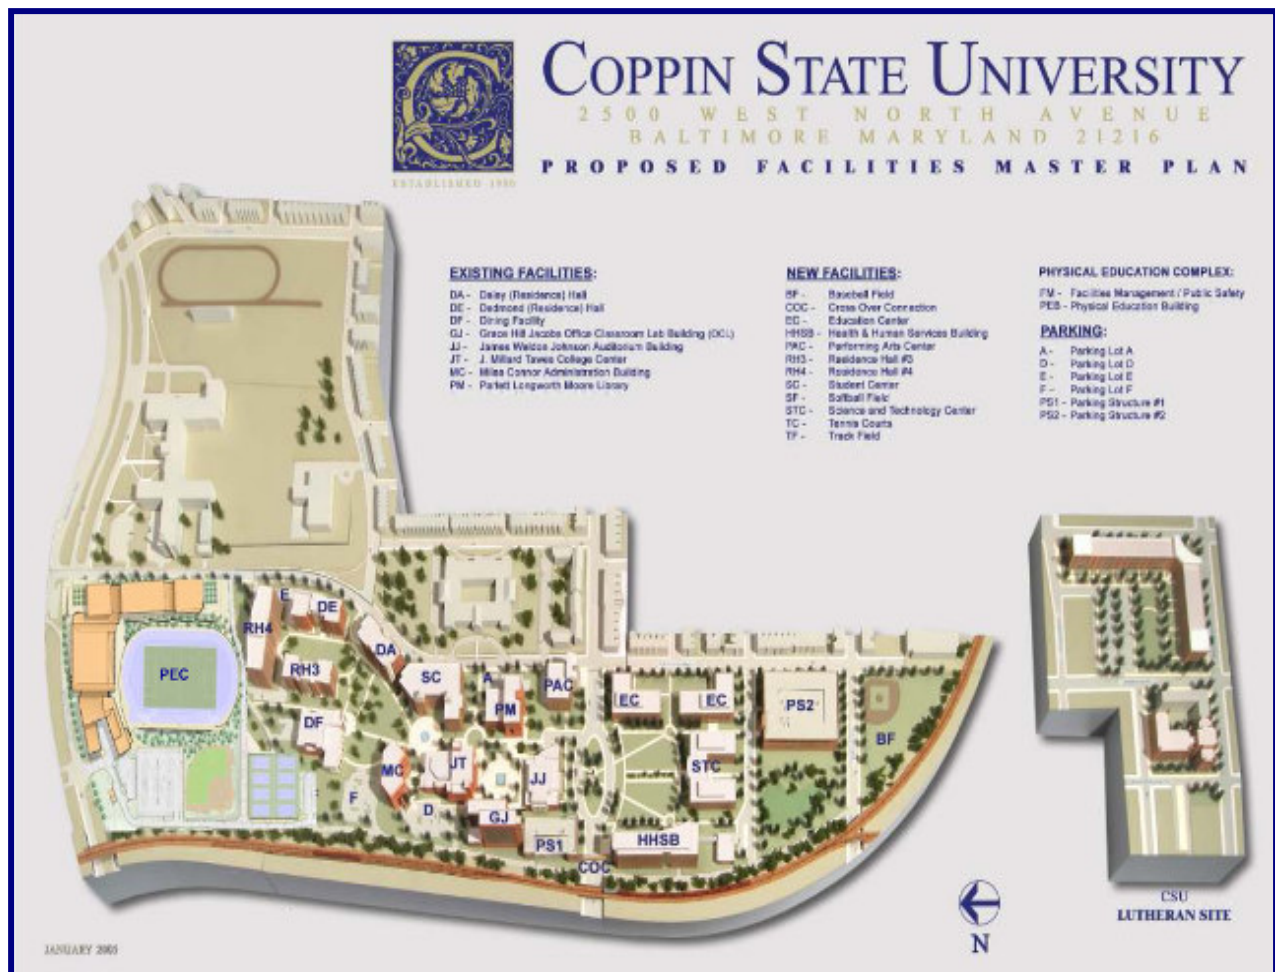 COPPIN STATE UNIVERSITY
2500 WEST NORTH AVENUE
BALTIMORE MARYLAND 21216
PROPOSED FACILITIES MASTER PLAN
ESTABLISHED 1900
EXISTING FACILITIES:
DA - Daley (Residence) Hall
DE - Dedmond (Residence) Hall
DF - Dining Facility
GJ - Grace Hill Jacobs Office Classroom Lab Building (OCL)
JJ - James Weldon Johnson Auditorium Building
JT - J. Millard Tawes College Center
MC - Miles Connor Administration Building
PM - Parlett Longworth Moore Library
NEW FACILITIES:
BF - Baseball Field
COC - Cross Over Connection
EC - Education Center
HHSB - Health & Human Services Building
PAC - Performing Arts Center
RH3 - Residence Hall #3
RH4 - Residence Hall #4
SC - Student Center
SF - Softball Field
STC - Science and Technology Center
TC - Tennis Courts
TF - Track Field
PHYSICAL EDUCATION COMPLEX:
FM - Facilities Management / Public Safety
PEB - Physical Education Building
PARKING:
A - Parking Lot A
D - Parking Lot D
E - Parking Lot E
F - Parking Lot F
PS1 - Parking Structure #1
PS2 - Parking Structure #2
E
DE
RH4
DA
RH3
PEC
SC
A
PAC
PM
EC
EC
PS2
DF
BF
MC
JT
JJ
STC
F
D
GJ
PS1
HHSB
COC
CSU
LUTHERAN SITE
N
JANUARY 2005